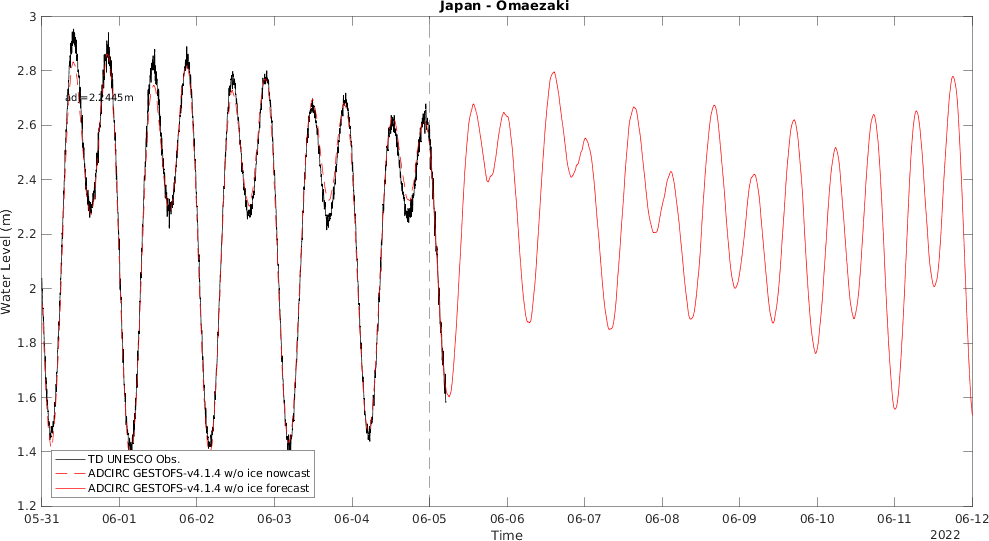 Japan - Omaezaki
3
2.8
2.6
2.4
2.2
2
1.8
1.6
1.4
1.2
Water Level (m)
adj=2.2445m
TD UNESCO Obs.
ADCIRC GESTOFS-v4.1.4 w/o ice nowcast
ADCIRC GESTOFS-v4.1.4 w/o ice forecast
05-31 06-01 06-02 06-03 06-04 06-05 06-06 06-07 06-08 06-09 06-10 06-11 06-12
Time
2022